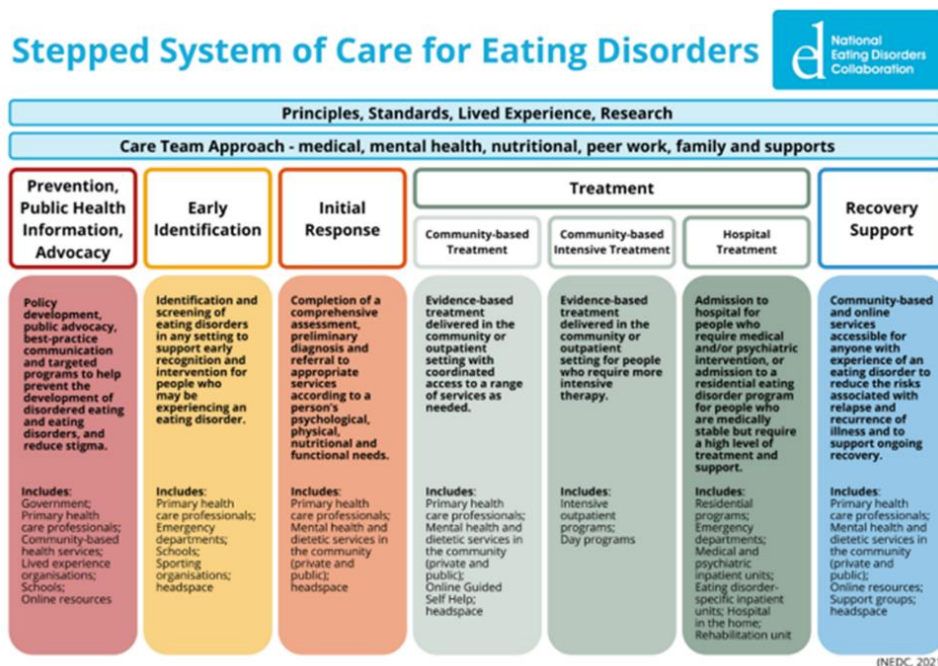 Stepped System of Care for Eating Disorders
National
Eating Disorders
Collaboration
Principles, Standards, Lived Experience, Research
Care Team Approach - medical, mental health, nutritional, peer work, family and supports
Prevention,
Public Health
Information,
Advocacy
Early
Identification
Initial
Response
Treatment
Community-based
Treatment
Community-based
Intensive Treatment
Hospital
Treatment
Recovery
Support
Policy
development,
public advocacy,
best-practice
communication
and targeted
programs to help
prevent the
development of
disordered eating
and eating
disorders, and
reduce stigma.
Includes:
Government;
Primary health
care professionals;
Community-based
health services;
Lived experience
organisations;
Schools;
Online resources
Identification and
screening of
eating disorders
in any setting to
support early
recognition and
intervention for
people who
may be
experiencing an
eating disorder.
Includes:
Primary health
care professionals;
Emergency
departments;
Schools;
Sporting
organisations;
headspace
Completion of a
comprehensive
assessment,
preliminary
diagnosis and
referral to
appropriate
services
according to a
person's
psychological,
physical,
nutritional and
functional needs.
Includes:
Primary health
care professionals;
Mental health and
dietetic services in
the community
(private and
public);
headspace
Evidence-based
treatment
delivered in the
community or
outpatient
setting with
coordinated
access to a range
of services as
needed.
Includes:
Primary health
care professionals;
Mental health and
dietetic services in
the community
(private and
public);
Online Guided
Self Help;
headspace
Evidence-based
treatment
delivered in the
community or
outpatient
setting for people
who require more
intensive
therapy.
Includes:
Intensive
outpatient
programs;
Day programs
Admission to
hospital for
people who
require medical
and/or psychiatric
intervention, or
admission to a
residential eating
disorder program
for people who
are medically
stable but require
a high level of
treatment and
support.
Includes:
Residential
programs;
Emergency
departments;
Medical and
psychiatric
inpatient units;
Eating disorder-
specific inpatient
units; Hospital
in the home;
Rehabilitation unit
Community-based
and online
services
accessible for
anyone with
experience of an
eating disorder to
reduce the risks
associated with
relapse and
recurrence of
illness and to
support ongoing
recovery.
Includes:
Primary health
care professionals;
Mental health and
dietetic services in
the community
(private and
public);
Online resources;
Support groups;
headspace
(NEDC,